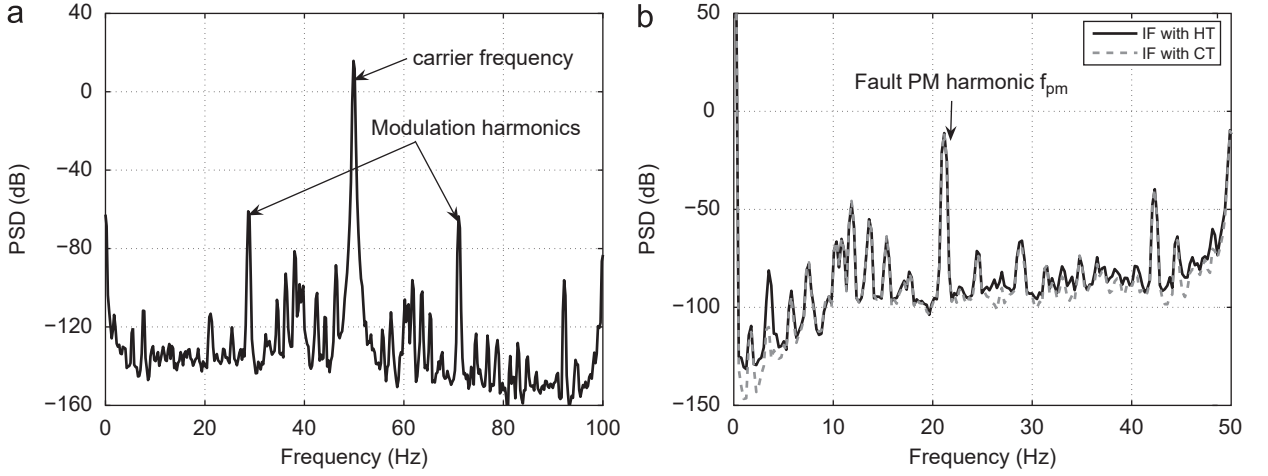 a
40
0
−40
−80
−120
−160
PSD (dB)
carrier frequency
Modulation harmonics
0 20 40 60 80 100
Frequency (Hz)
b
50
0
−50
−100
−150
PSD (dB)
IF with HT
IF with CT
Fault PM harmonic fpm
0 10 20 30 40 50
Frequency (Hz)